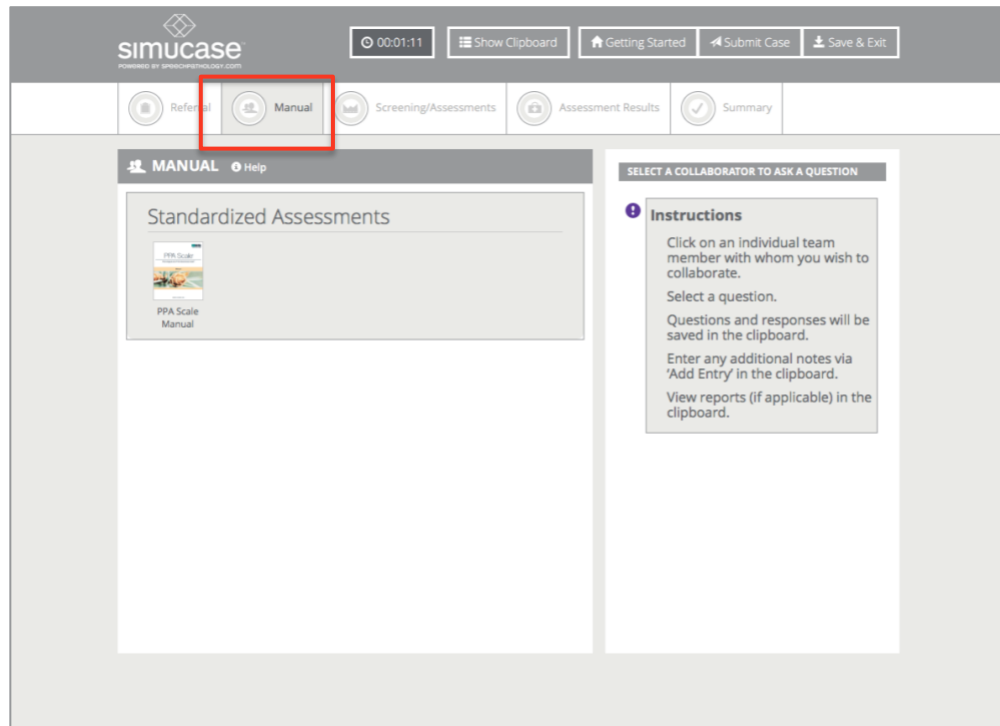 simucase™
POWERED BY SPEECHPATHOLOGY.COM
00:01:11
Show Clipboard
Getting Started
Submit Case
Save & Exit
Referral
Manual
Screening/Assessments
Assessment Results
Summary
MANUAL Help
Standardized Assessments
PPA Scale
PPA Scale
Manual
SELECT A COLLABORATOR TO ASK A QUESTION
Instructions
Click on an individual team
member with whom you wish to
collaborate.
Select a question.
Questions and responses will be
saved in the clipboard.
Enter any additional notes via
‘Add Entry’ in the clipboard.
View reports (if applicable) in the
clipboard.